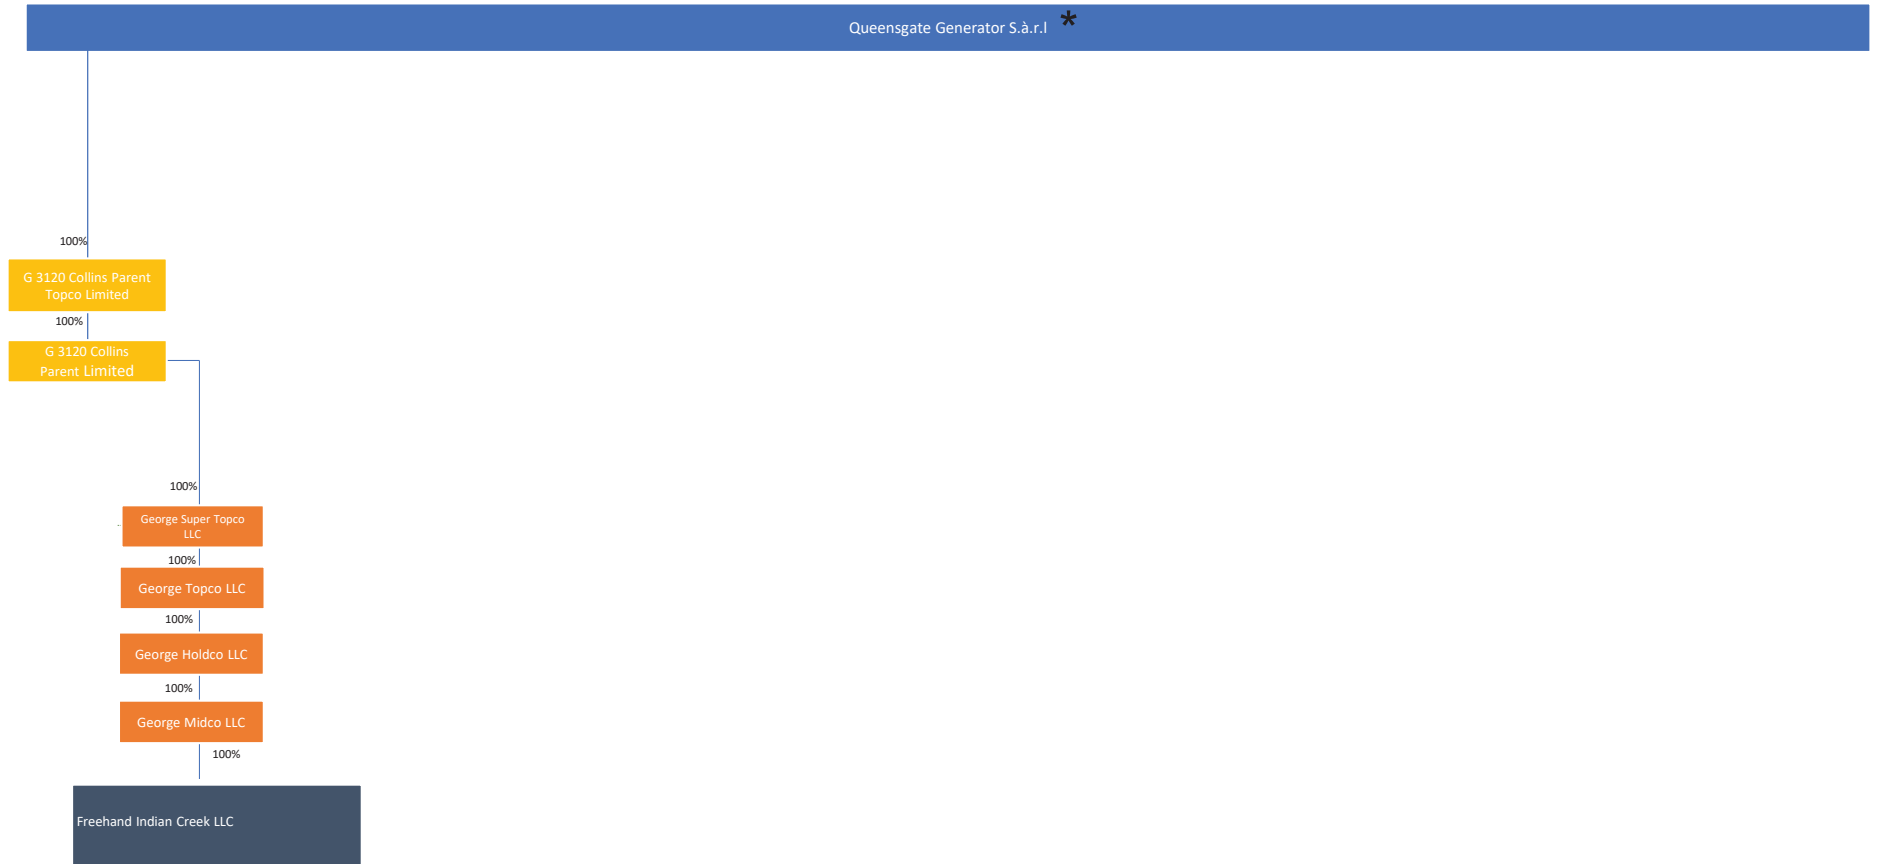 Queensgate Generator S.à.r.l *
100%
G 3120 Collins Parent
Topco Limited
100%
G 3120 Collins
Parent Limited
100%
George Super Topco
LLC
100%
George Topco LLC
100%
George Holdco LLC
100%
George Midco LLC
100%
Freehand Indian Creek LLC